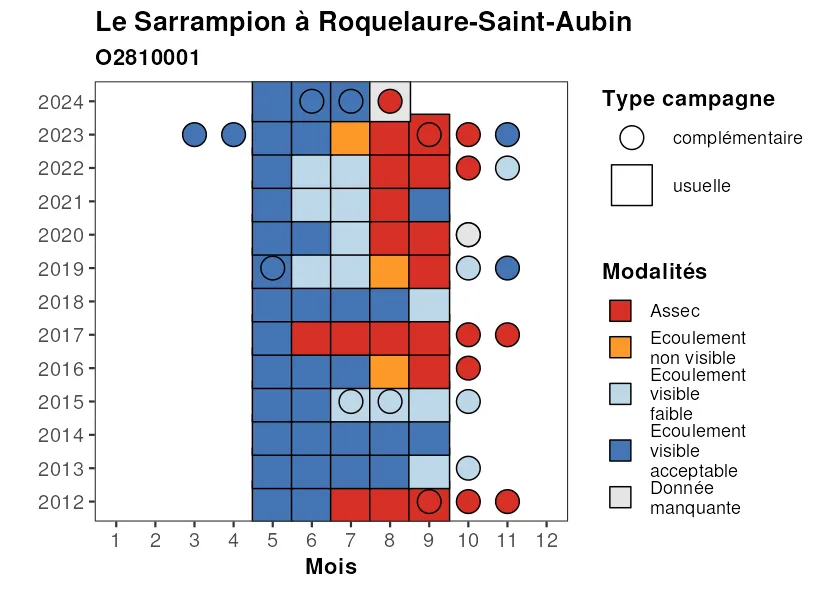 Le Sarrampion à Roquelaure-Saint-Aubin
O2810001
2024
2023
2022
2021
2020
2019
2018
2017
2016
2015
2014
2013
2012
1 2 3 4 5 6 7 8 9 10 11 12
Mois
Type campagne
complémentaire
usuelle
Modalités
Assec
Ecoulement
non visible
Ecoulement
visible
faible
Ecoulement
visible
acceptable
Donnée
manquante